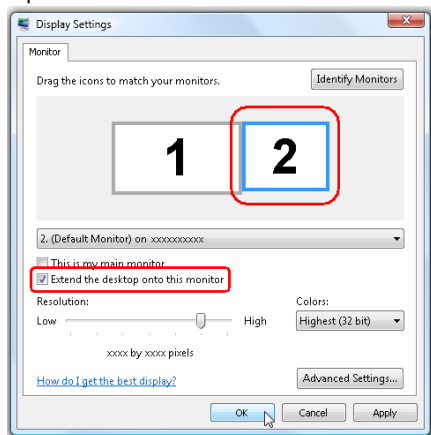 Display Settings
Monitor
Drag the icons to match your monitors.
Identify Monitors
1
2
2. (Default Monitor) on xxxxxxxxxx
This is my main monitor
Extend the desktop onto this monitor
Resolution:
Colors:
Low
High
Highest (32 bit)
xxxx by xxxx pixels
How do I get the best display?
Advanced Settings...
OK
Cancel
Apply